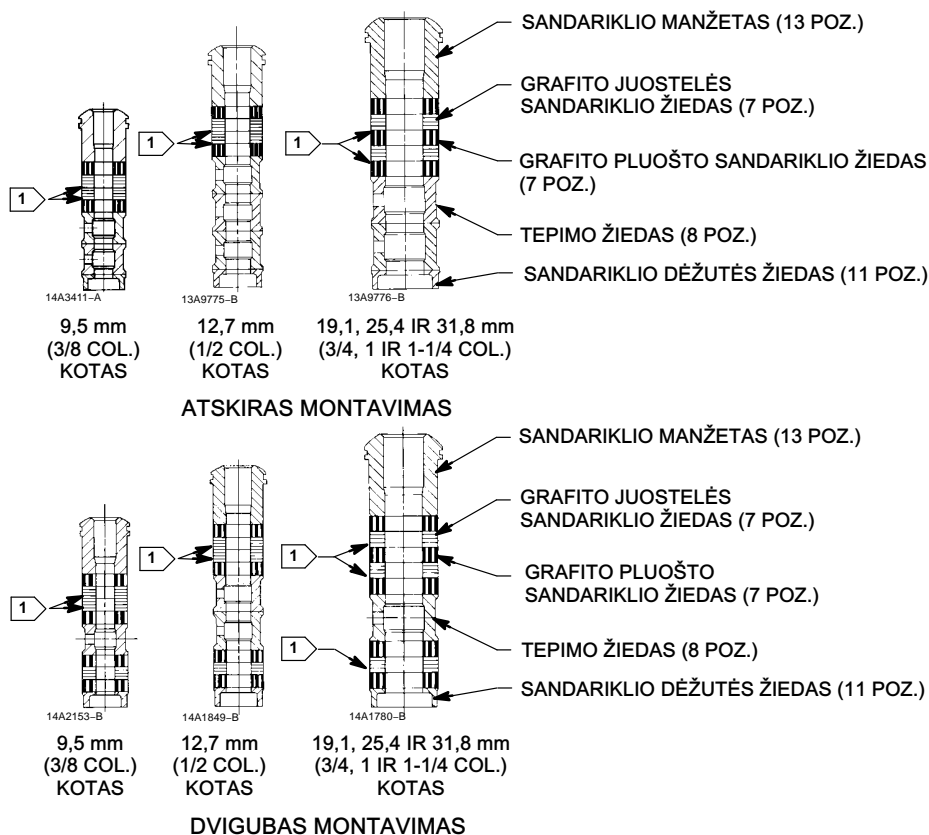 SANDARIKLIO MANŽETAS (13 POZ.)
GRAFITO JUOSTELĖS
SANDARIKLIO ŽIEDAS (7 POZ.)
1
1
1
GRAFITO PLUOŠTO SANDARIKLIO ŽIEDAS
(7 POZ.)
TEPIMO ŽIEDAS (8 POZ.)
SANDARIKLIO DĖŽUTĖS ŽIEDAS (11 POZ.)
14A3411–A
13A9775–B
13A9776–B
9,5 mm
(3/8 COL.)
KOTAS
12,7 mm
(1/2 COL.)
KOTAS
19,1, 25,4 IR 31,8 mm
(3/4, 1 IR 1-1/4 COL.)
KOTAS
ATSKIRAS MONTAVIMAS
SANDARIKLIO MANŽETAS (13 POZ.)
GRAFITO JUOSTELĖS
SANDARIKLIO ŽIEDAS (7 POZ.)
1
1
1
GRAFITO PLUOŠTO
SANDARIKLIO ŽIEDAS (7 POZ.)
1
TEPIMO ŽIEDAS (8 POZ.)
SANDARIKLIO DĖŽUTĖS ŽIEDAS (11 POZ.)
14A2153–B
14A1849–B
14A1780–B
9,5 mm
(3/8 COL.)
KOTAS
12,7 mm
(1/2 COL.)
KOTAS
19,1, 25,4 IR 31,8 mm
(3/4, 1 IR 1-1/4 COL.)
KOTAS
DVIGUBAS MONTAVIMAS